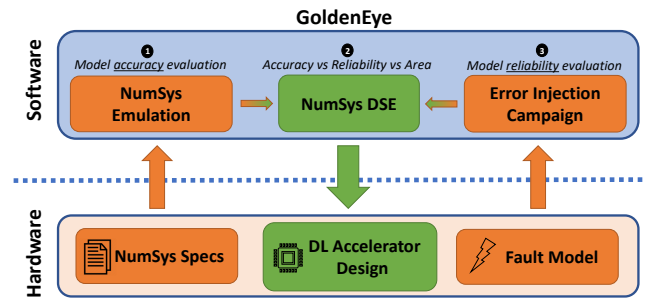 GoldenEye
Software
❶
Model accuracy evaluation
NumSys
Emulation
❷
Accuracy vs Reliability vs Area
NumSys DSE
❸
Model reliability evaluation
Error Injection
Campaign
Hardware
NumSys Specs
DL Accelerator
Design
Fault Model